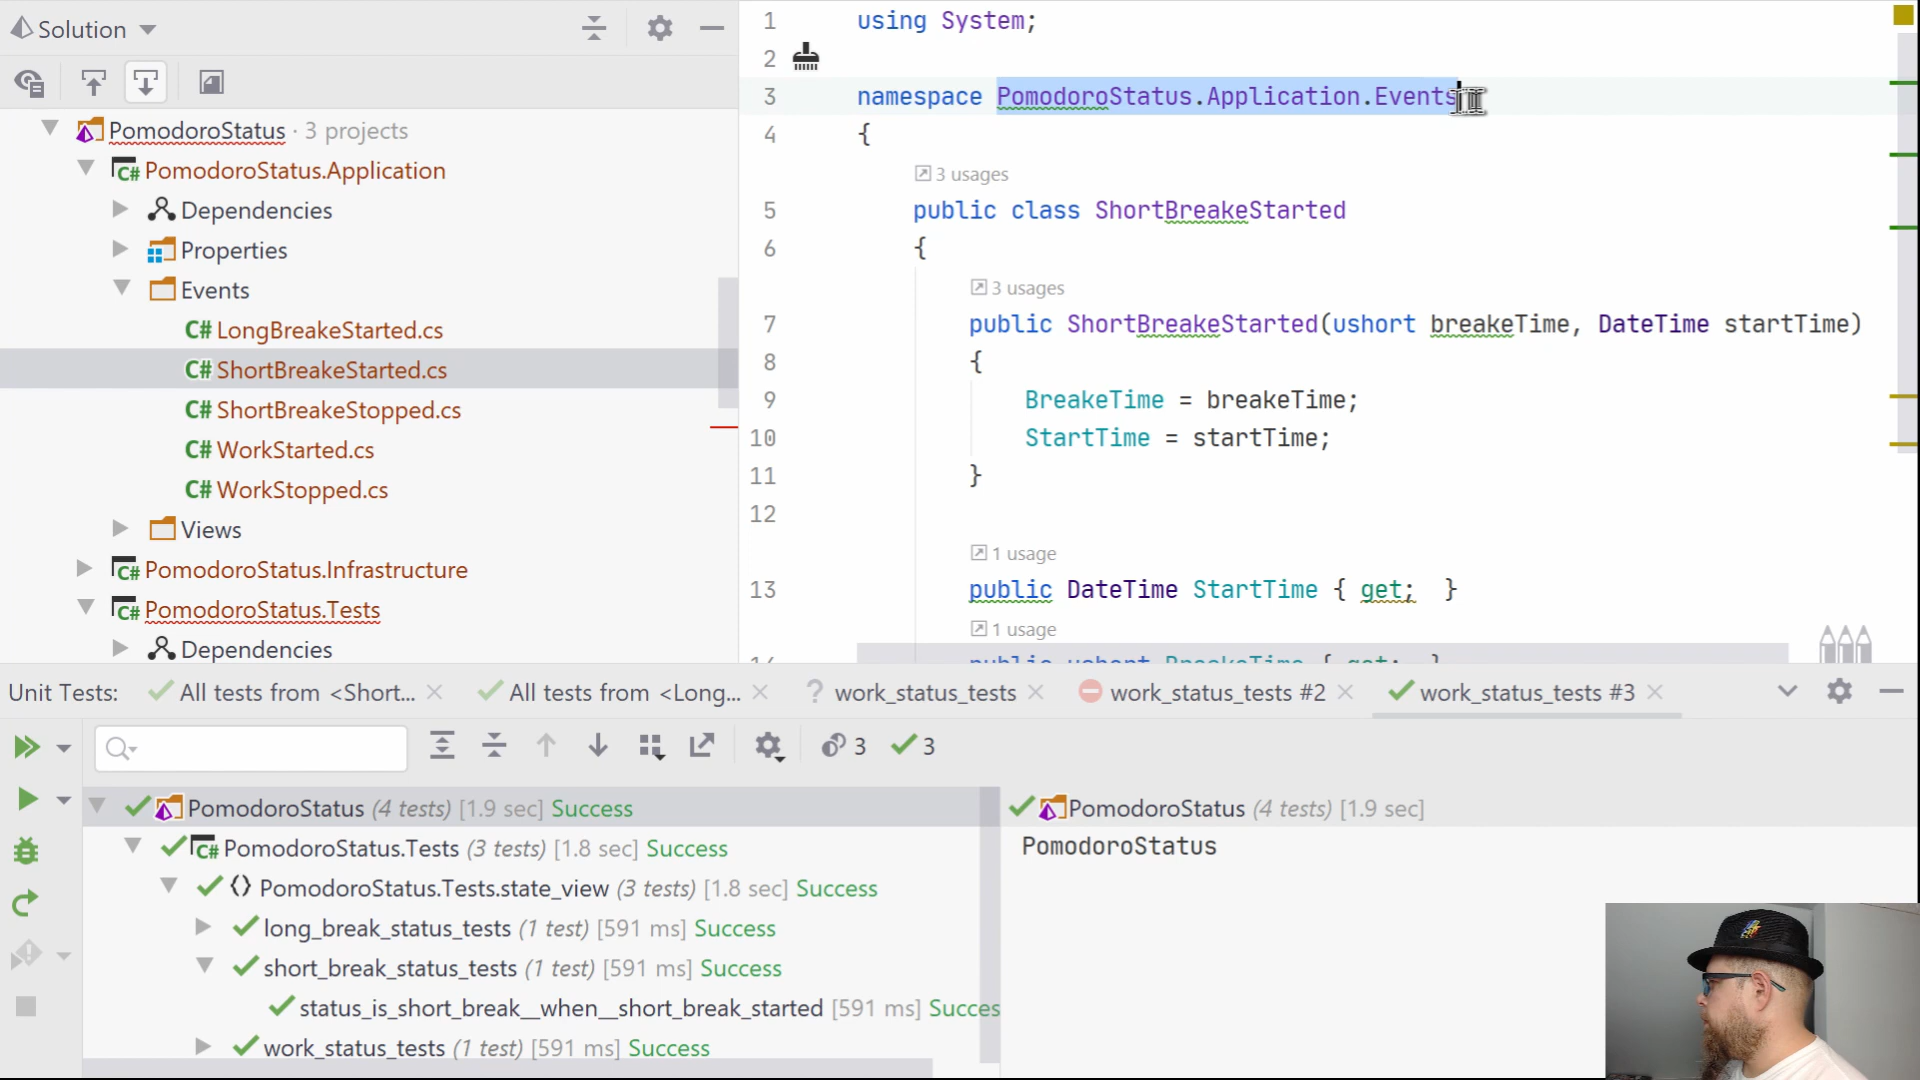 Solution
PomodoroStatus · 3 projects
C# PomodoroStatus.Application
Dependencies
Properties
Events
C# LongBreakeStarted.cs
C# ShortBreakeStarted.cs
C# ShortBreakeStopped.cs
C# WorkStarted.cs
C# WorkStopped.cs
Views
C# PomodoroStatus.Infrastructure
C# PomodoroStatus.Tests
Dependencies
1 using System;
2
3 namespace PomodoroStatus.Application.Events
4 {
3 usages
5 public class ShortBreakeStarted
6 {
3 usages
7 public ShortBreakeStarted(ushort breakeTime, DateTime startTime)
8 {
9 BreakeTime = breakeTime;
10 StartTime = startTime;
11 }
12
1 usage
13 public DateTime StartTime { get; }
1 usage
14 public ushort BreakeTime { get; }
Unit Tests: All tests from <Short... All tests from <Long... ? work_status_tests work_status_tests #2 work_status_tests #3
3 3
PomodoroStatus (4 tests) [1.9 sec] Success
C# PomodoroStatus.Tests (3 tests) [1.8 sec] Success
PomodoroStatus.Tests.state_view (3 tests) [1.8 sec] Success
long_break_status_tests (1 test) [591 ms] Success
short_break_status_tests (1 test) [591 ms] Success
status_is_short_break__when__short_break_started [591 ms] Succes
work_status_tests (1 test) [591 ms] Success
PomodoroStatus (4 tests) [1.9 sec]
PomodoroStatus